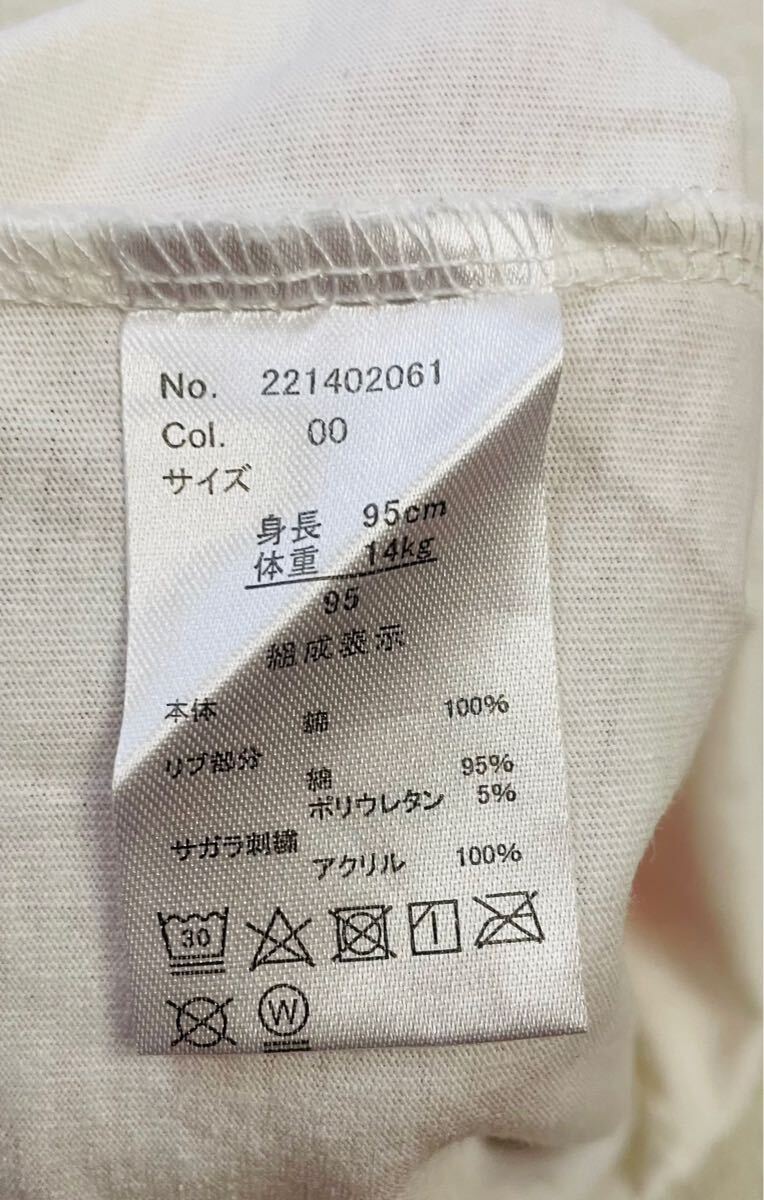 No. 221402061
Col. 00
サイズ
身長 95cm
体重 14kg
95
組成表示
本体 綿 100%
リブ部分 綿 95%
ポリウレタン 5%
サガラ刺繍 アクリル 100%
30
W